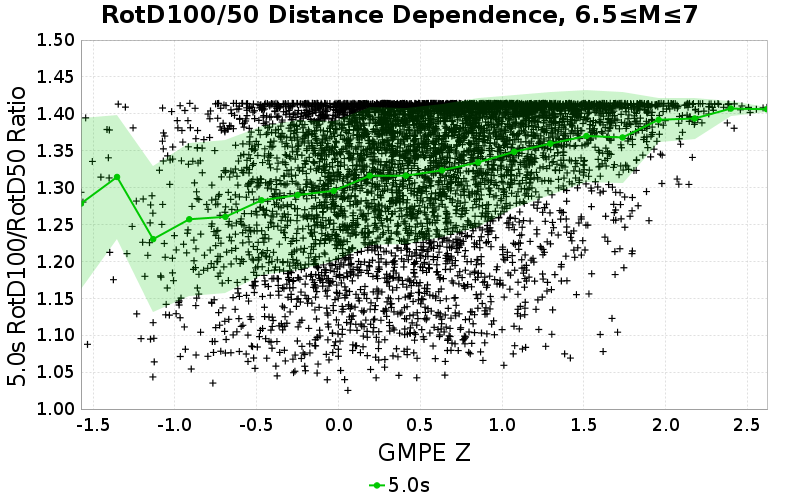 RotD100/50 Distance Dependence, 6.5≤M≤7
5.0s RotD100/RotD50 Ratio
1.50
1.45
1.40
1.35
1.30
1.25
1.20
1.15
1.10
1.05
1.00
-1.5 -1.0 -0.5 0.0 0.5 1.0 1.5 2.0 2.5
GMPE Z
5.0s